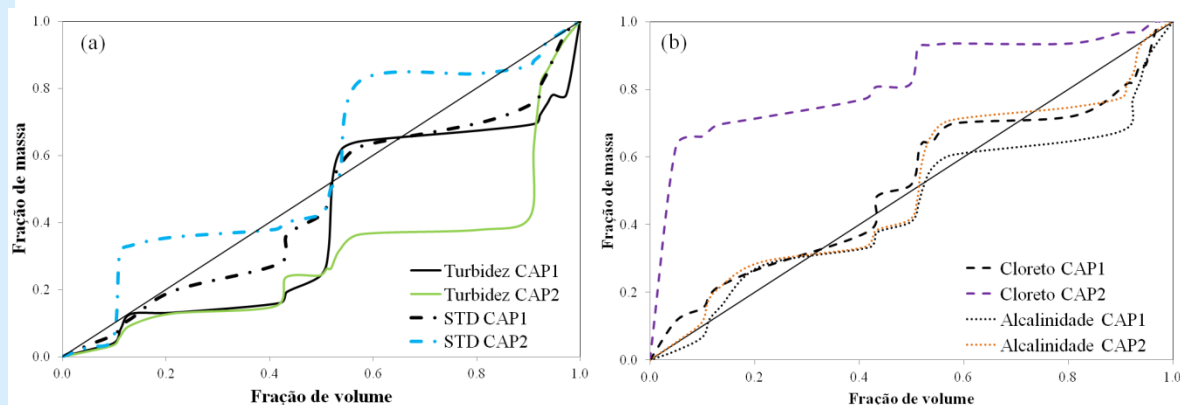 (a)
Fração de massa
1.0
0.8
0.6
0.4
0.2
0.0
Turbidez CAP1
Turbidez CAP2
STD CAP1
STD CAP2
0.0 0.2 0.4 0.6 0.8 1.0
Fração de volume
(b)
Fração de massa
1.0
0.8
0.6
0.4
0.2
0.0
Cloreto CAP1
Cloreto CAP2
Alcalinidade CAP1
Alcalinidade CAP2
0.0 0.2 0.4 0.6 0.8 1.0
Fração de volume